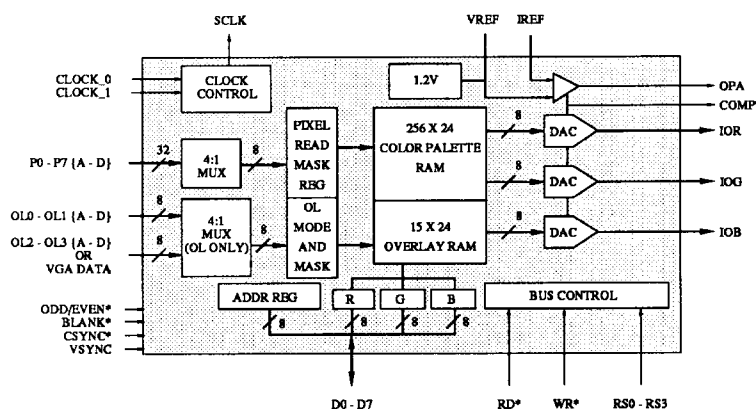 SCLK
VREF
IREF
CLOCK_0
CLOCK_1
CLOCK
CONTROL
1.2V
OPA
COMP
P0 - P7 {A - D}
32
4:1
MUX
8
PIXEL
READ
MASK
REG
256 X 24
COLOR PALETTE
RAM
8
DAC
IOR
8
DAC
IOG
OL0 - OL1 {A - D}
8
OL2 - OL3 {A - D}
8
OR
VGA DATA
4:1
MUX
(OL ONLY)
8
OL
MODE
AND
MASK
15 X 24
OVERLAY RAM
8
DAC
IOB
ADDR REG
R
G
B
BUS CONTROL
8
8
8
8
ODD/EVEN*
BLANK*
CSYNC*
VSYNC
D0 - D7
RD*
WR*
RS0 - RS3